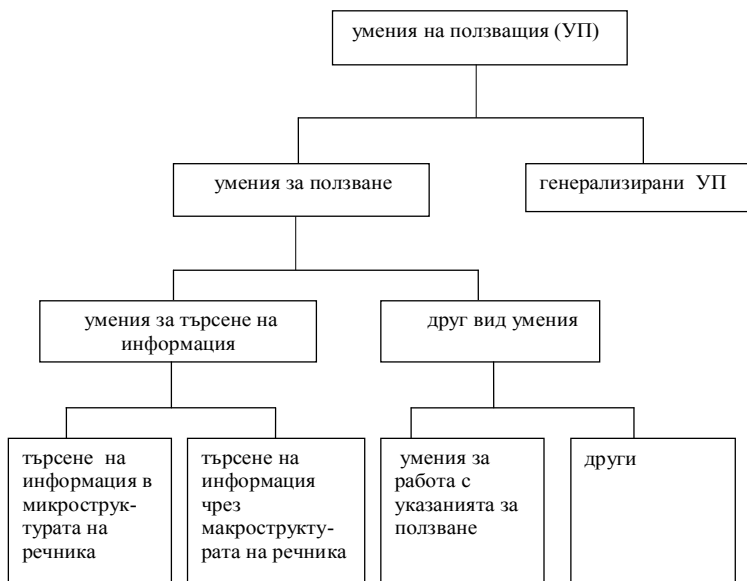 умения на ползващия (УП)
умения за ползване
генерализирани УП
умения за търсене на
информация
друг вид умения
търсене на
информация в
микрострук-
турата на
речника
търсене на
информация
чрез
макроструктy-
рата на речника
умения за
работа с
указанията за
ползване
други